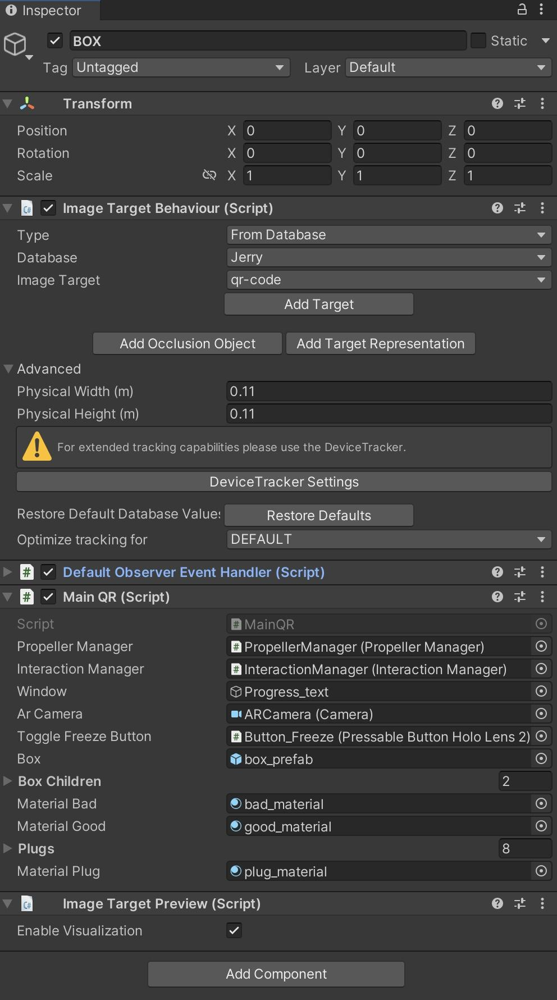 Inspector
BOX
Static
Tag Untagged Layer Default
Transform
Position X 0 Y 0 Z 0
Rotation X 0 Y 0 Z 0
Scale X 1 Y 1 Z 1
Image Target Behaviour (Script)
Type From Database
Database Jerry
Image Target qr-code
Add Target
Add Occlusion Object Add Target Representation
Advanced
Physical Width (m) 0.11
Physical Height (m) 0.11
For extended tracking capabilities please use the DeviceTracker.
DeviceTracker Settings
Restore Default Database Values Restore Defaults
Optimize tracking for DEFAULT
# Default Observer Event Handler (Script)
# Main QR (Script)
Script # MainQR
Propeller Manager # PropellerManager (Propeller Manager)
Interaction Manager # InteractionManager (Interaction Manager)
Window Progress_text
Ar Camera ARCamera (Camera)
Toggle Freeze Button # Button_Freeze (Pressable Button Holo Lens 2)
Box box_prefab
Box Children 2
Material Bad bad_material
Material Good good_material
Plugs 8
Material Plug plug_material
Image Target Preview (Script)
Enable Visualization
Add Component